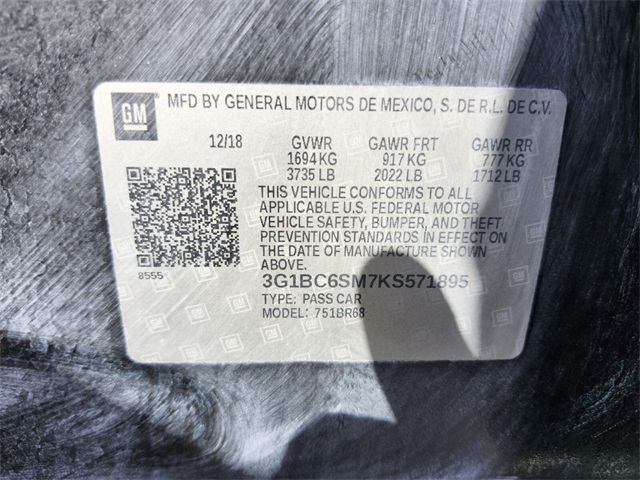 GM
MFD BY GENERAL MOTORS DE MEXICO, S. DE R.L. DE C.V.
12/18 GVWR GAWR FRT GAWR RR
1694 KG 917 KG 777 KG
3735 LB 2022 LB 1712 LB
THIS VEHICLE CONFORMS TO ALL
APPLICABLE U.S. FEDERAL MOTOR
VEHICLE SAFETY, BUMPER, AND THEFT
PREVENTION STANDARDS IN EFFECT ON
THE DATE OF MANUFACTURE SHOWN
ABOVE.
8555
3G1BC6SM7KS571895
TYPE: PASS CAR
MODEL: 751BR68